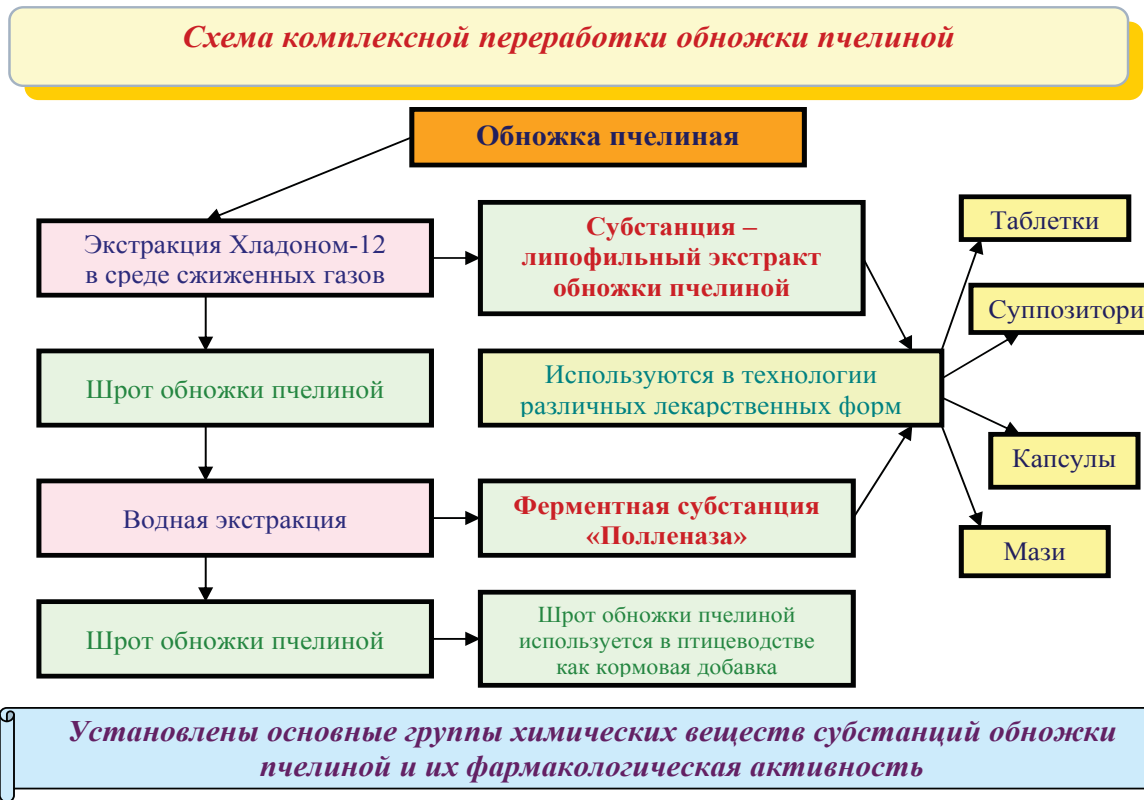 Схема комплексной переработки обножки пчелиной
Обножка пчелиная
Экстракция Хладоном-12
в среде сжиженных газов
Субстанция –
липофильный экстракт
обножки пчелиной
Таблетки
Суппозитори
Шрот обножки пчелиной
Используются в технологии
различных лекарственных форм
Капсулы
Водная экстракция
Ферментная субстанция
«Полленаза»
Мази
Шрот обножки пчелиной
Шрот обножки пчелиной
используется в птицеводстве
как кормовая добавка
Установлены основные группы химических веществ субстанций обножки
пчелиной и их фармакологическая активность